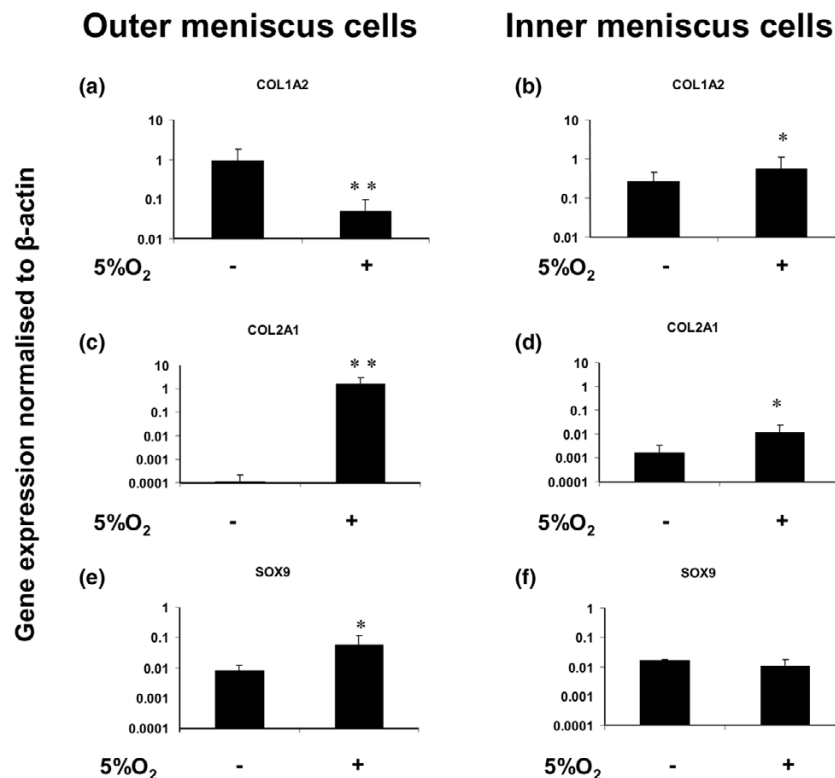 Outer meniscus cells
Inner meniscus cells
Gene expression normalised to β-actin
(a)
COL1A2
10
1
0.1
0.01
**
5%O₂ - +
(b)
COL1A2
10
1
0.1
0.01
*
5%O₂ - +
(c)
COL2A1
10
1
0.1
0.01
0.001
0.0001
**
5%O₂ - +
(d)
COL2A1
10
1
0.1
0.01
0.001
0.0001
*
5%O₂ - +
(e)
SOX9
1
0.1
0.01
0.001
0.0001
*
5%O₂ - +
(f)
SOX9
1
0.1
0.01
0.001
0.0001
5%O₂ - +